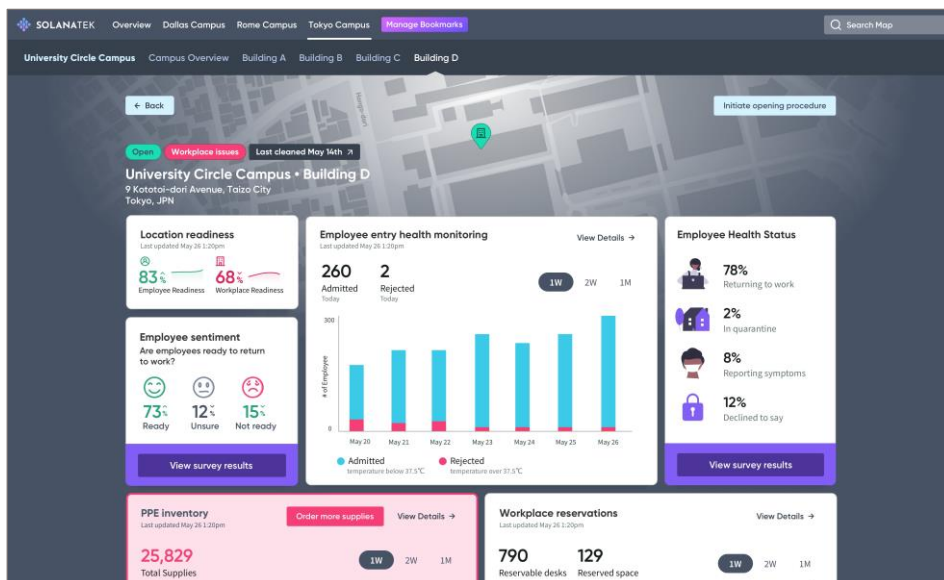 SOLANATEK
Overview
Dallas Campus
Rome Campus
Tokyo Campus
Manage Bookmarks
Search Map
University Circle Campus
Campus Overview
Building A
Building B
Building C
Building D
← Back
Initiate opening procedure
Open
Workplace issues
Last cleaned May 14th ↗
University Circle Campus • Building D
9 Kototoi-dori Avenue, Taizo City
Tokyo, JPN
Location readiness
Last updated May 26 1:20pm
83%
Employee Readiness
68%
Workplace Readiness
Employee entry health monitoring
Last updated May 26 1:20pm
View Details →
260
Admitted
Today
2
Rejected
Today
1W
2W
1M
300
# of Employee
0
May 20
May 21
May 22
May 23
May 24
May 25
May 26
Admitted
temperature below 37.5°C
Rejected
temperature over 37.5°C
Employee Health Status
78%
Returning to work
2%
In quarantine
8%
Reporting symptoms
12%
Declined to say
View survey results
Employee sentiment
Are employees ready to return
to work?
73%
Ready
12%
Unsure
15%
Not ready
View survey results
PPE inventory
Last updated May 26 1:20pm
Order more supplies
View Details →
25,829
Total Supplies
1W
2W
1M
Workplace reservations
Last updated May 26 1:20pm
View Details →
790
Reservable desks
129
Reserved space
1W
2W
1M